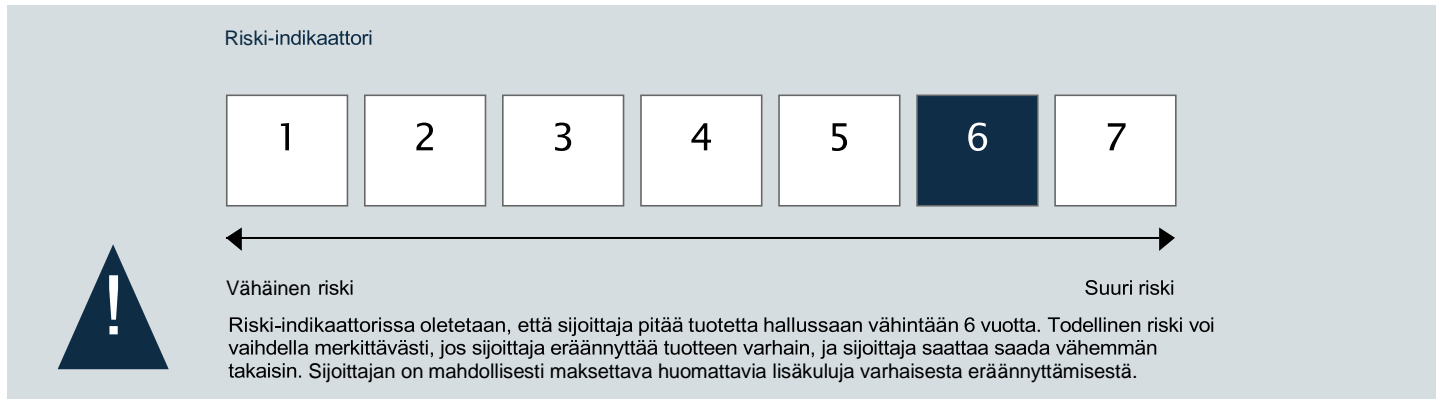 Riski-indikaattori
1 2 3 4 5 6 7
Vähäinen riski Suuri riski
!
Riski-indikaattorissa oletetaan, että sijoittaja pitää tuotetta hallussaan vähintään 6 vuotta. Todellinen riski voi
vaihdella merkittävästi, jos sijoittaja eräännyttää tuotteen varhain, ja sijoittaja saattaa saada vähemmän
takaisin. Sijoittajan on mahdollisesti maksettava huomattavia lisäkuluja varhaisesta eräännyttämisestä.